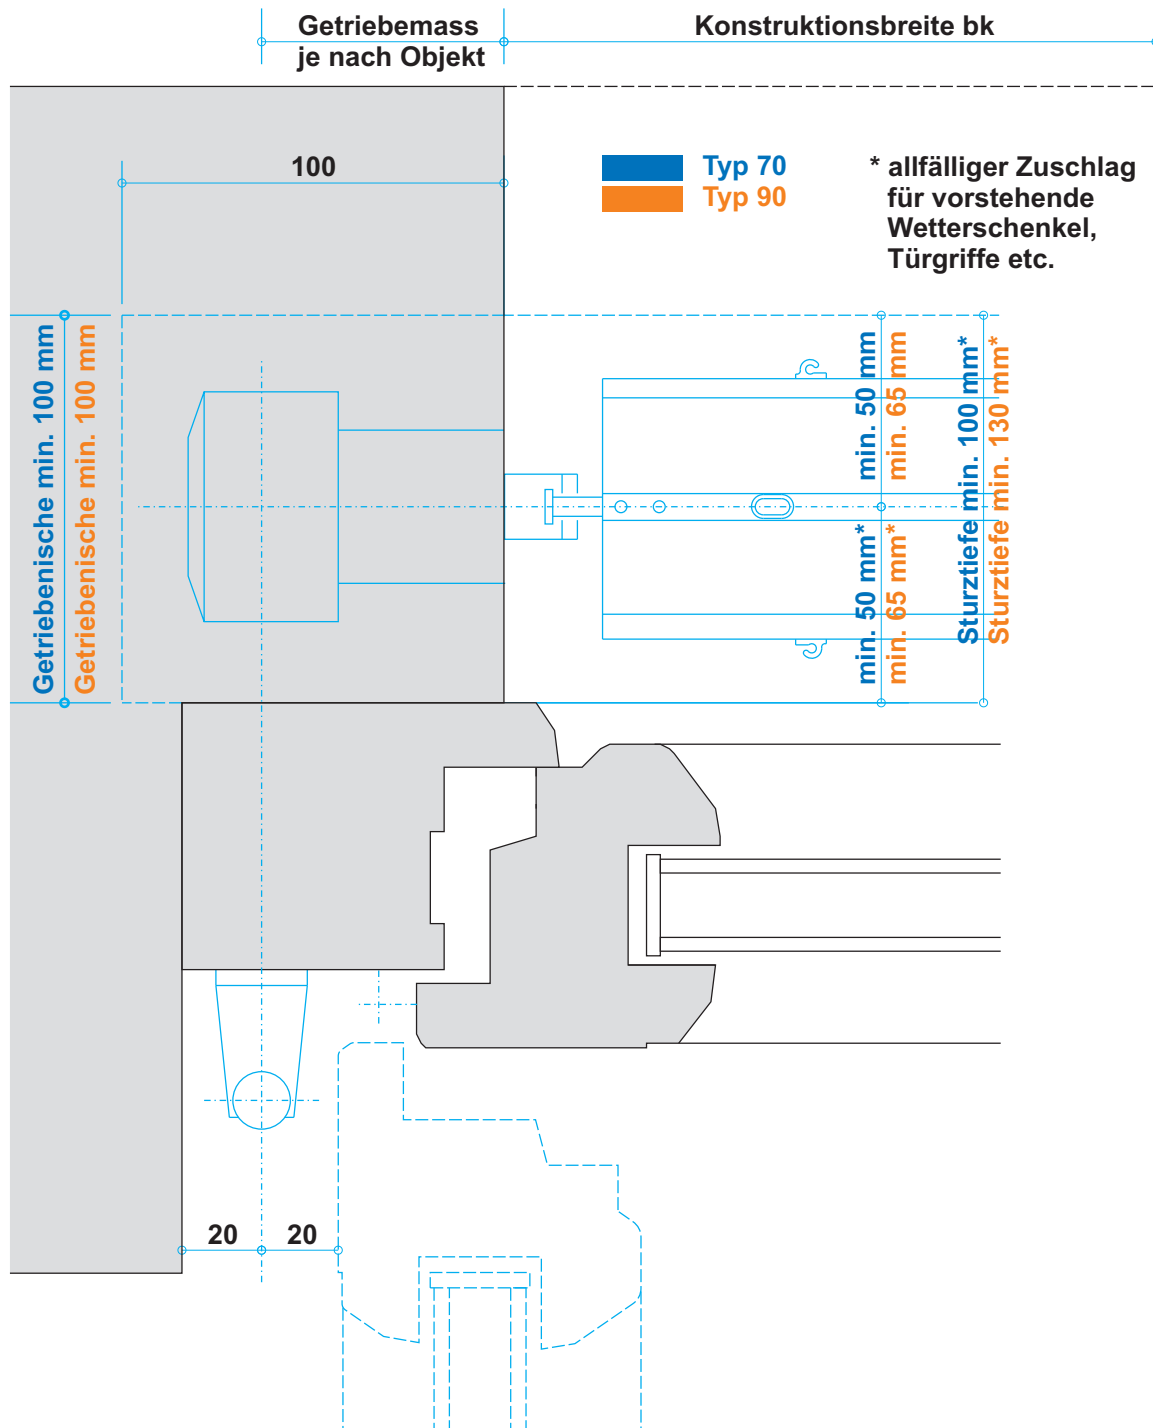 Getriebemass
je nach Objekt
Konstruktionsbreite bk
100
Typ 70
Typ 90
* allfälliger Zuschlag
für vorstehende
Wetterschenkel,
Türgriffe etc.
Getriebenische min. 100 mm
Getriebenische min. 100 mm
min. 50 mm
min. 65 mm
min. 50 mm*
min. 65 mm*
Sturztiefe min. 100 mm*
Sturztiefe min. 130 mm*
20
20